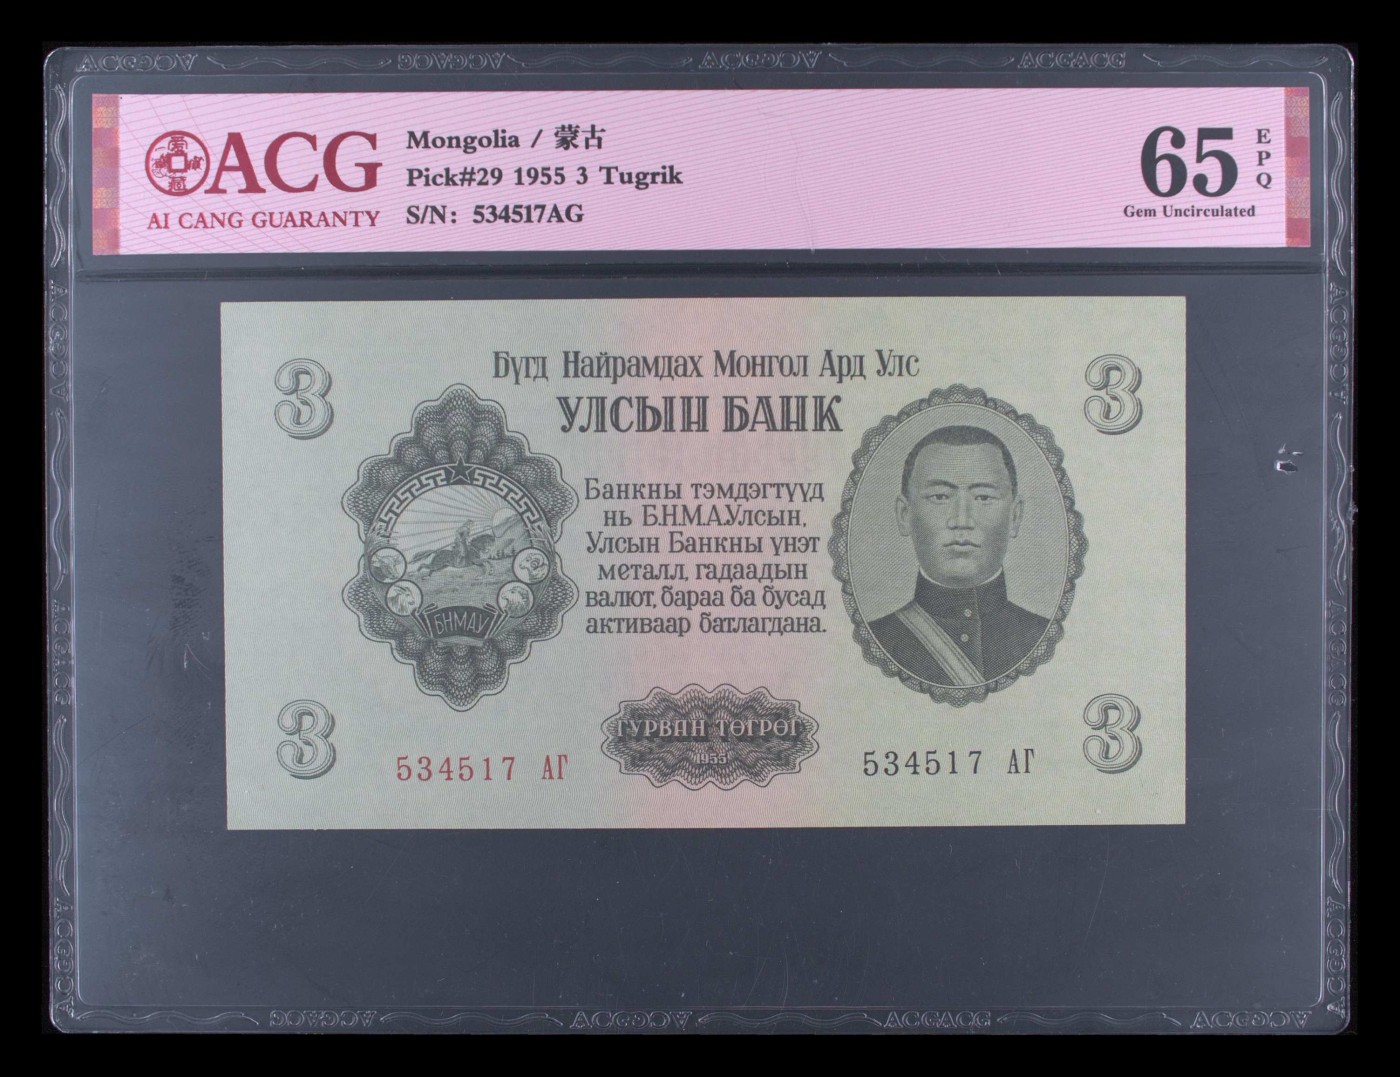 ACG
AI CANG GUARANTY
Mongolia / 蒙古
Pick#29 1955 3 Tugrik
S/N: 534517AG
65
EPQ
Gem Uncirculated
3
3
Бүгд Найрамдах Монгол Ард Улс
УЛСЫН БАНК
Банкны тэмдэгтүүд
нь Б.Н.М.А.Улсын,
Улсын Банкны үнэт
металл, гадаадын
валют, бараа ба бусад
активаар батлагдана.
БНМАУ
3
3
ГУРВАН ТӨГРӨГ
1955
534517 АГ
534517 АГ